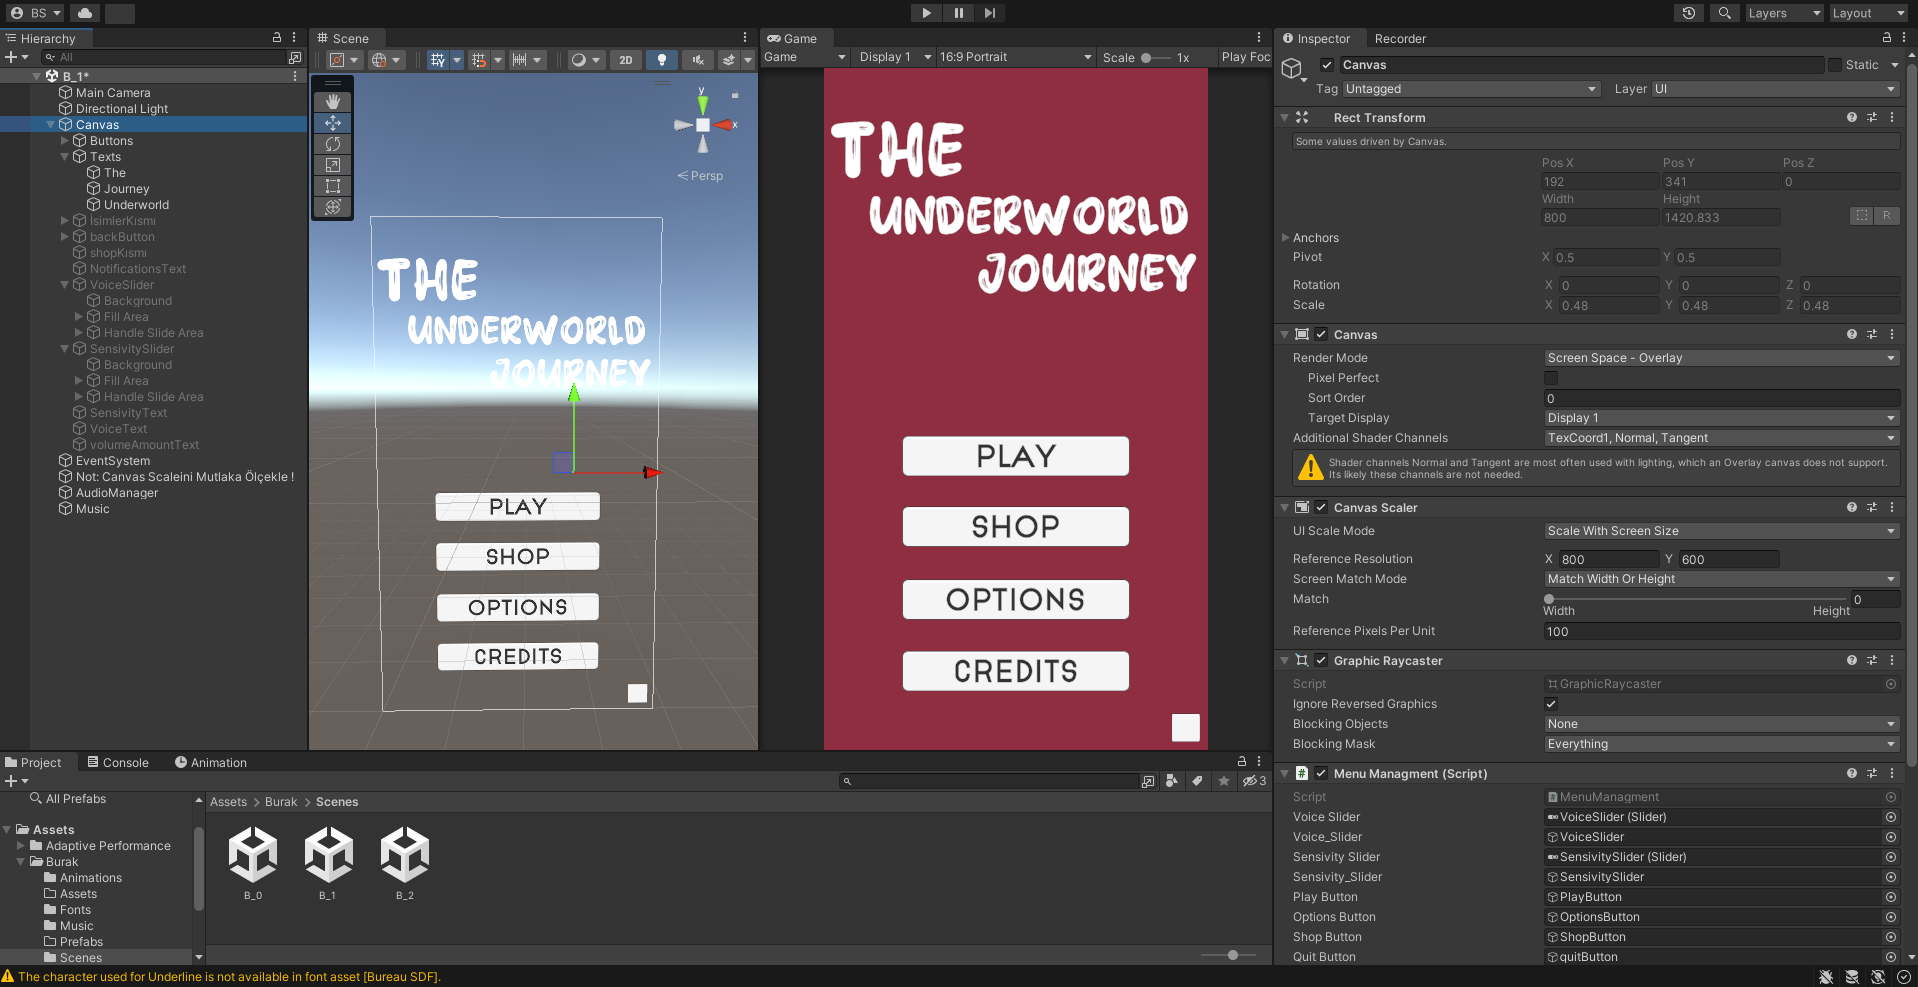 BS
Layers
Layout
Hierarchy
All
B_1*
Main Camera
Directional Light
Canvas
Buttons
Texts
The
Journey
Underworld
İsimlerKısmı
backButton
shopKısmı
NotificationsText
VoiceSlider
Background
Fill Area
Handle Slide Area
SensivitySlider
Background
Fill Area
Handle Slide Area
SensivityText
VoiceText
volumeAmountText
EventSystem
Not: Canvas Scaleini Mutlaka Ölçekle !
AudioManager
Music
Scene
2D
y
x
Persp
THE
UNDERWORLD
JOURNEY
PLAY
SHOP
OPTIONS
CREDITS
Game
Game
Display 1
16:9 Portrait
Scale
1x
Play Foc
THE
UNDERWORLD
JOURNEY
PLAY
SHOP
OPTIONS
CREDITS
Inspector
Recorder
Canvas
Static
Tag
Untagged
Layer
UI
Rect Transform
Some values driven by Canvas.
Pos X
Pos Y
Pos Z
192
341
0
Width
Height
800
1420.833
R
Anchors
Pivot
X 0.5
Y 0.5
Rotation
X 0
Y 0
Z 0
Scale
X 0.48
Y 0.48
Z 0.48
Canvas
Render Mode
Screen Space - Overlay
Pixel Perfect
Sort Order
0
Target Display
Display 1
Additional Shader Channels
TexCoord1, Normal, Tangent
Shader channels Normal and Tangent are most often used with lighting, which an Overlay canvas does not support.
Its likely these channels are not needed.
Canvas Scaler
UI Scale Mode
Scale With Screen Size
Reference Resolution
X 800
Y 600
Screen Match Mode
Match Width Or Height
Match
0
Width
Height
Reference Pixels Per Unit
100
Graphic Raycaster
Script
GraphicRaycaster
Ignore Reversed Graphics
Blocking Objects
None
Blocking Mask
Everything
# Menu Managment (Script)
Script
MenuManagment
Voice Slider
VoiceSlider (Slider)
Voice_Slider
VoiceSlider
Sensivity Slider
SensivitySlider (Slider)
Sensivity_Slider
SensivitySlider
Play Button
PlayButton
Options Button
OptionsButton
Shop Button
ShopButton
Quit Button
quitButton
Project
Console
Animation
3
All Prefabs
Assets
Adaptive Performance
Burak
Animations
Assets
Fonts
Music
Prefabs
Scenes
Assets > Burak > Scenes
B_0
B_1
B_2
The character used for Underline is not available in font asset [Bureau SDF].